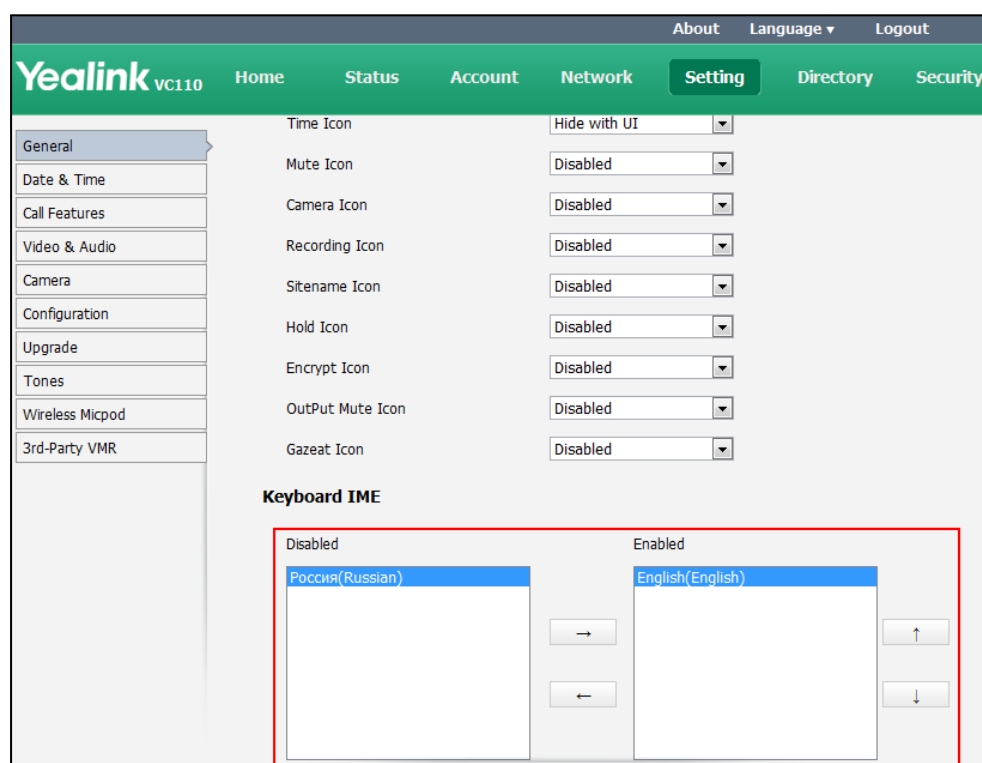 About Language ▾ Logout
Yealink VC110 Home Status Account Network Setting Directory Security
General
Date & Time
Call Features
Video & Audio
Camera
Configuration
Upgrade
Tones
Wireless Micpod
3rd-Party VMR
Time Icon Hide with UI
Mute Icon Disabled
Camera Icon Disabled
Recording Icon Disabled
Sitename Icon Disabled
Hold Icon Disabled
Encrypt Icon Disabled
OutPut Mute Icon Disabled
Gazeat Icon Disabled
Keyboard IME
Disabled Enabled
Россия(Russian) English(English)
→ ↑
← ↓